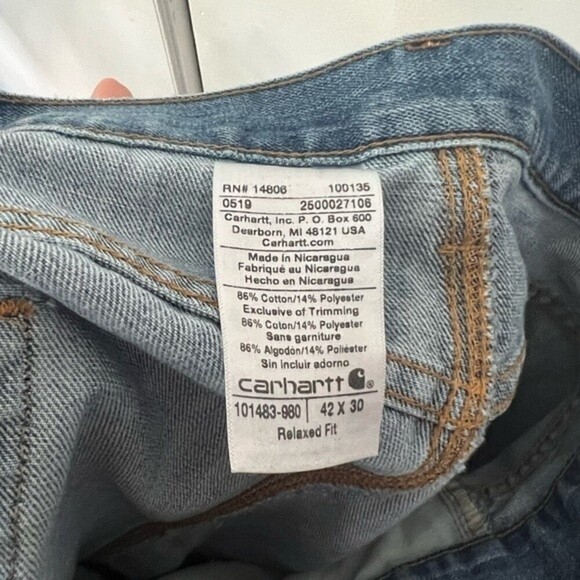 RN# 14806 100135
0519 2500027106
Carhartt, Inc. P. O. Box 600
Dearborn, MI 48121 USA
Carhartt.com
Made in Nicaragua
Fabriqué au Nicaragua
Hecho en Nicaragua
86% Cotton/14% Polyester
Exclusive of Trimming
86% Coton/14% Polyester
Sans garniture
86% Algodón/14% Poliéster
Sin incluir adorno
carhartt ®
101483-980 42 X 30
Relaxed Fit